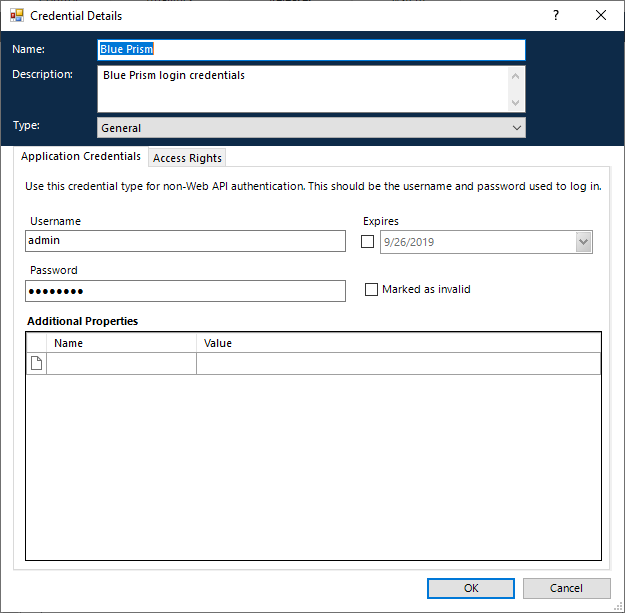 Credential Details
?
Name:
Blue Prism
Description:
Blue Prism login credentials
Type:
General
Application Credentials
Access Rights
Use this credential type for non-Web API authentication. This should be the username and password used to log in.
Username
Expires
admin
9/26/2019
Password
●●●●●●●●
Marked as invalid
Additional Properties
Name
Value
OK
Cancel